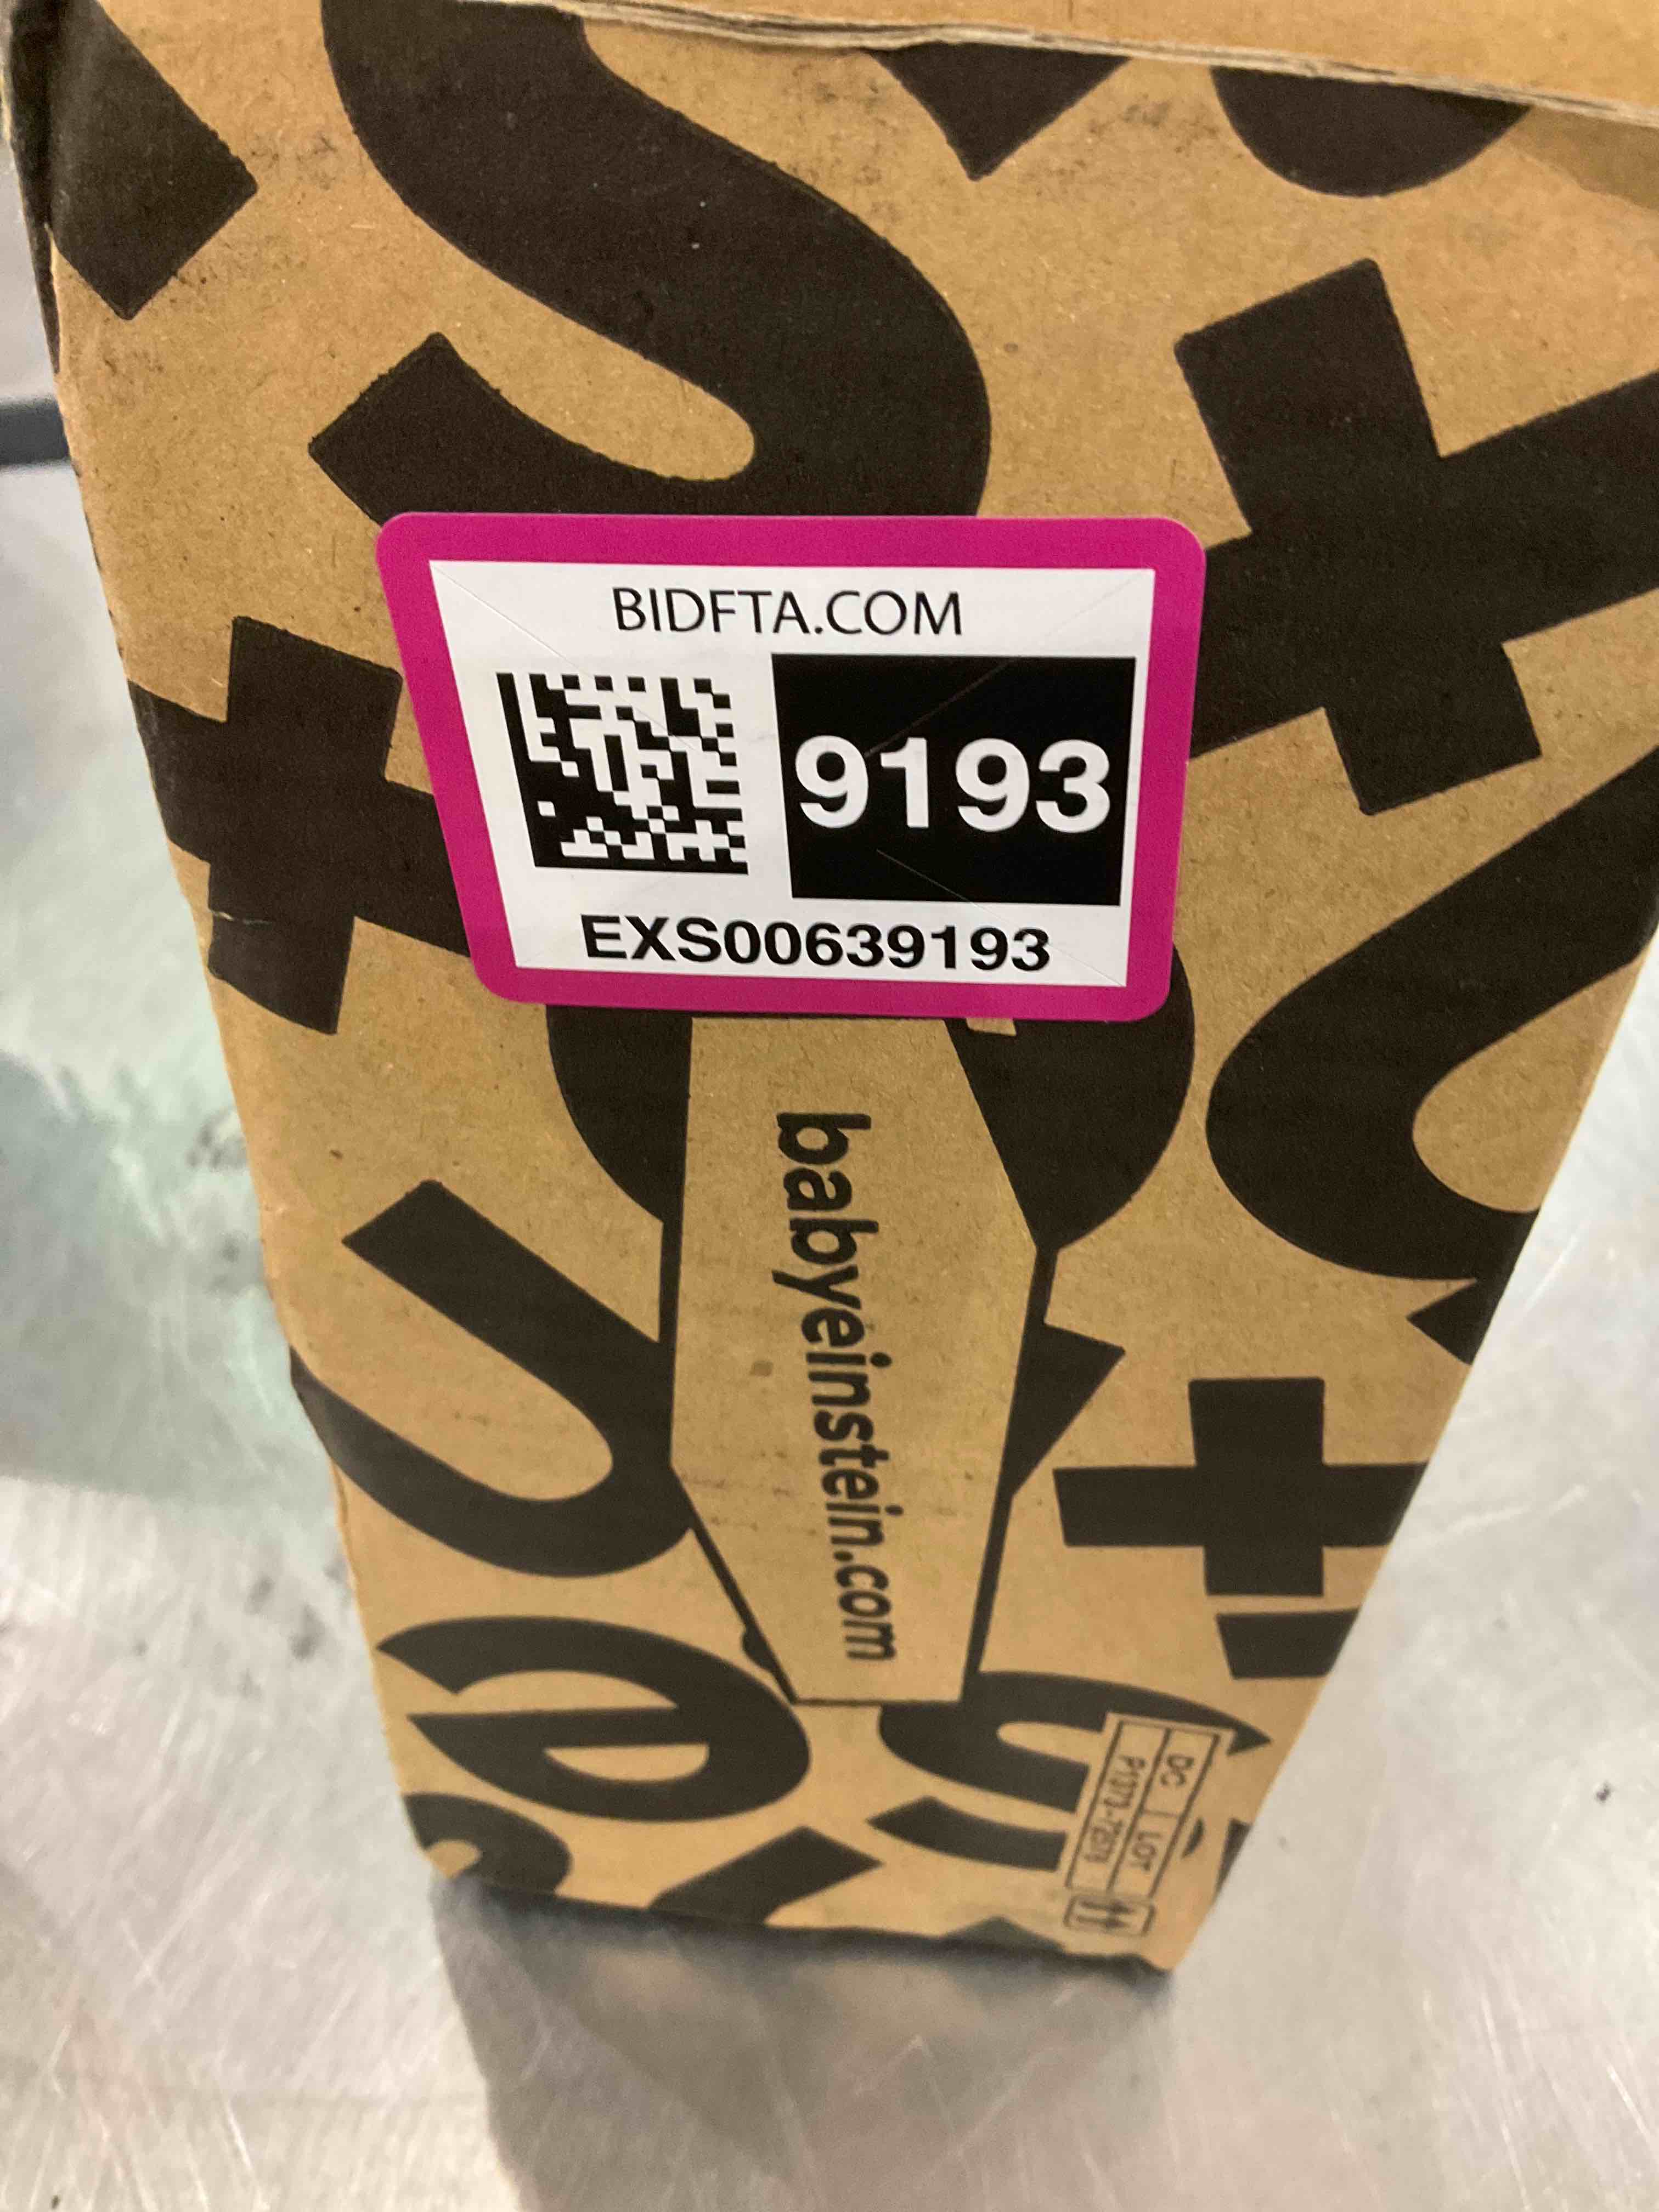 BIDFTA.COM
9193
EXS00639193
babyeinstein.com
DC LOT